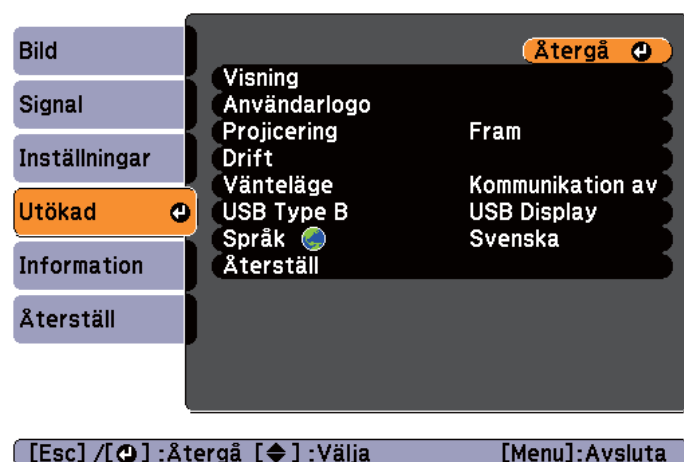 Bild
Signal
Inställningar
Utökad
Information
Återställ
Återgå
Visning
Användarlogo
Projicering Fram
Drift
Vänteläge Kommunikation av
USB Type B USB Display
Språk Svenska
Återställ
[Esc] /[ ] :Återgå [ ] :Välja [Menu]:Avsluta